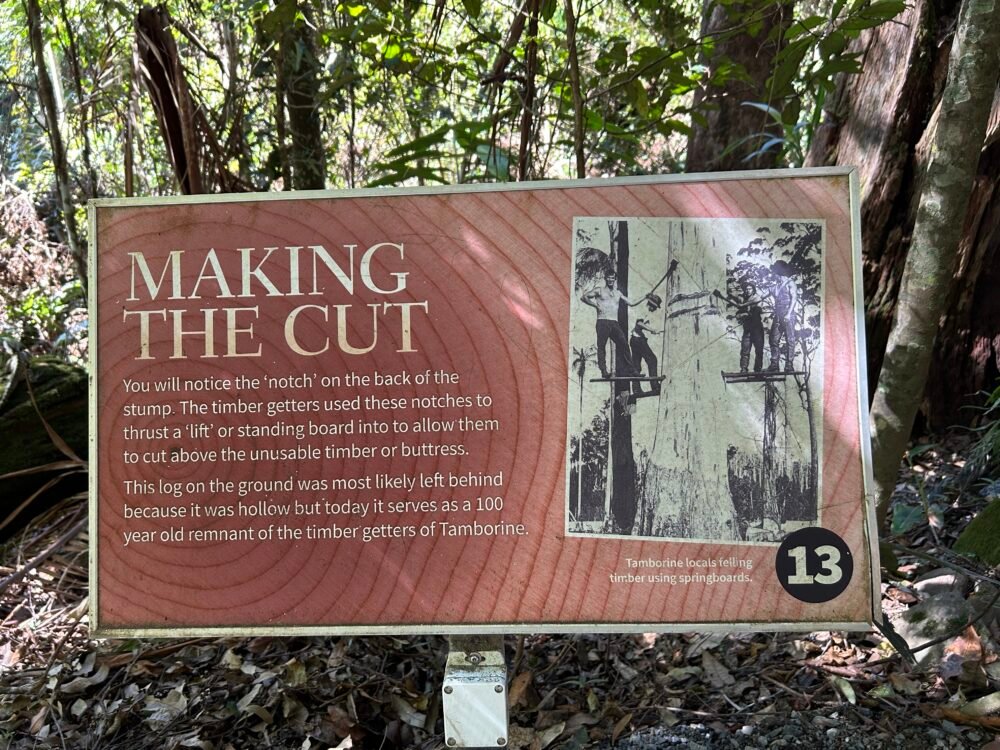 MAKING
THE CUT
You will notice the ‘notch’ on the back of the
stump. The timber getters used these notches to
thrust a ‘lift’ or standing board into to allow them
to cut above the unusable timber or buttress.
This log on the ground was most likely left behind
because it was hollow but today it serves as a 100
year old remnant of the timber getters of Tamborine.
Tamborine locals felling
timber using springboards.
13